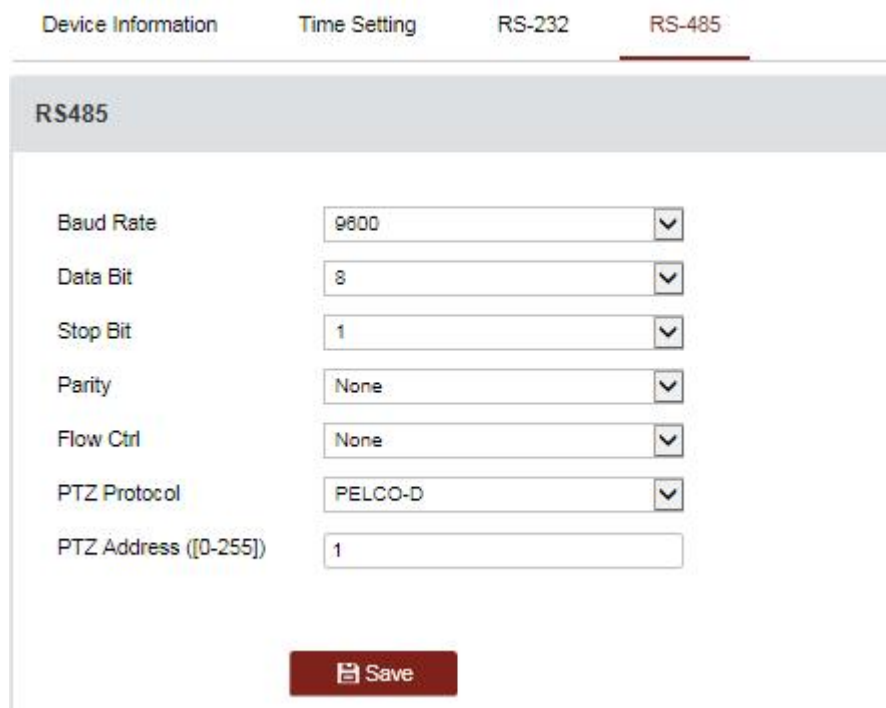 Device Information Time Setting RS-232 RS-485
RS485
Baud Rate 9600
Data Bit 8
Stop Bit 1
Parity None
Flow Ctrl None
PTZ Protocol PELCO-D
PTZ Address ([0-255]) 1
Save